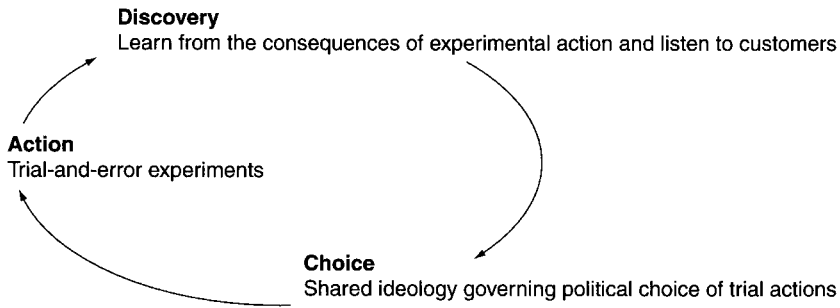 Discovery
Learn from the consequences of experimental action and listen to customers
Action
Trial-and-error experiments
Choice
Shared ideology governing political choice of trial actions